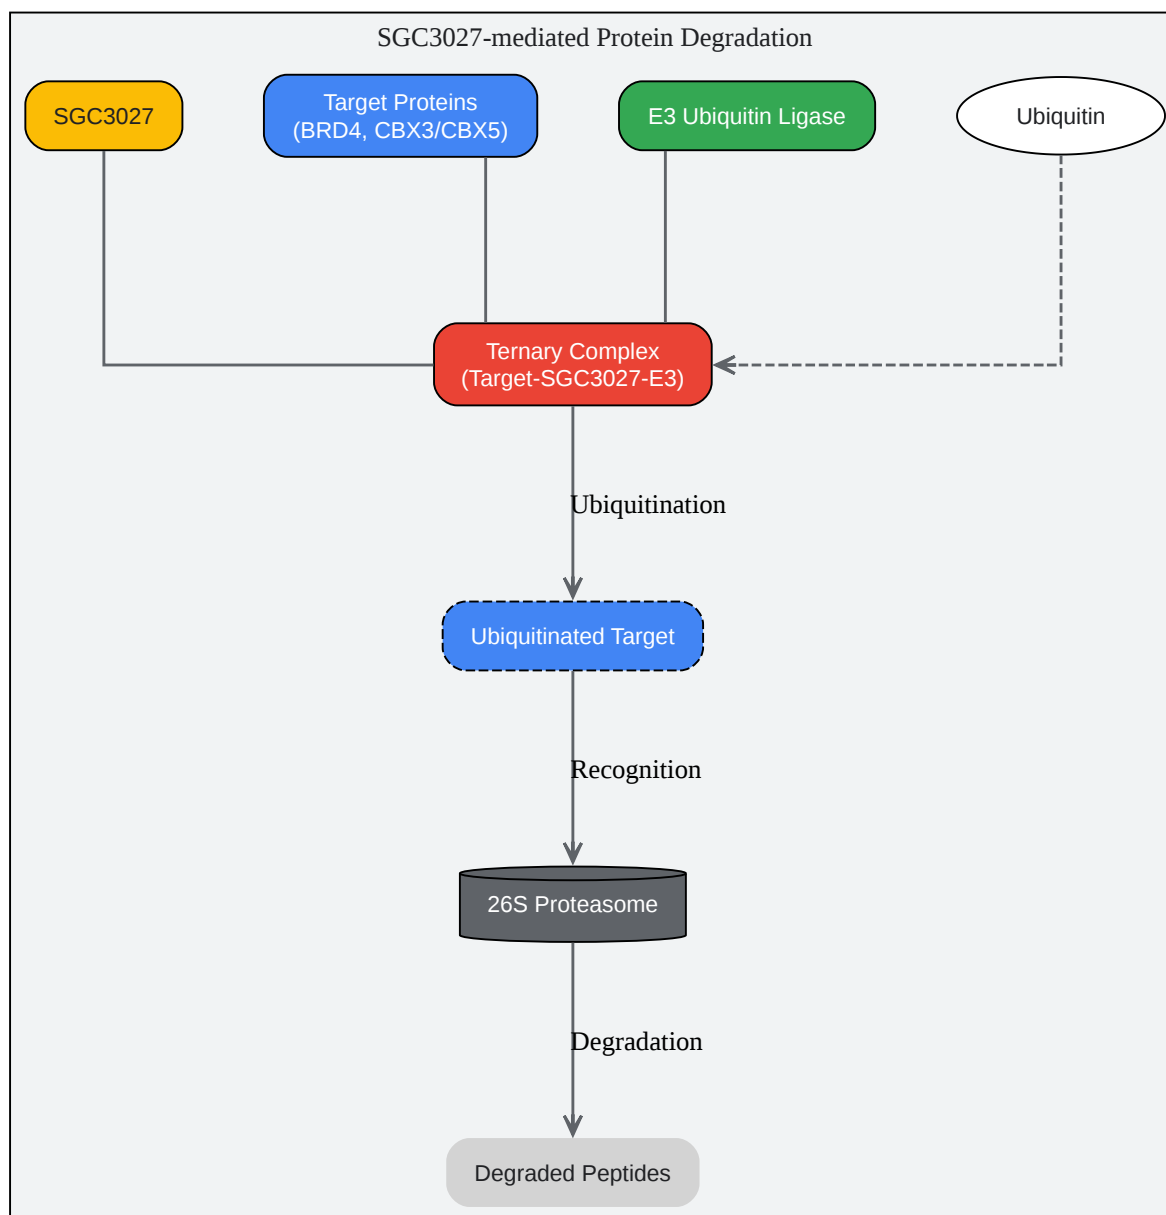 SGC3027-mediated Protein Degradation
SGC3027
Target Proteins
(BRD4, CBX3/CBX5)
E3 Ubiquitin Ligase
Ubiquitin
Ternary Complex
(Target-SGC3027-E3)
Ubiquitination
Ubiquitinated Target
Recognition
26S Proteasome
Degradation
Degraded Peptides